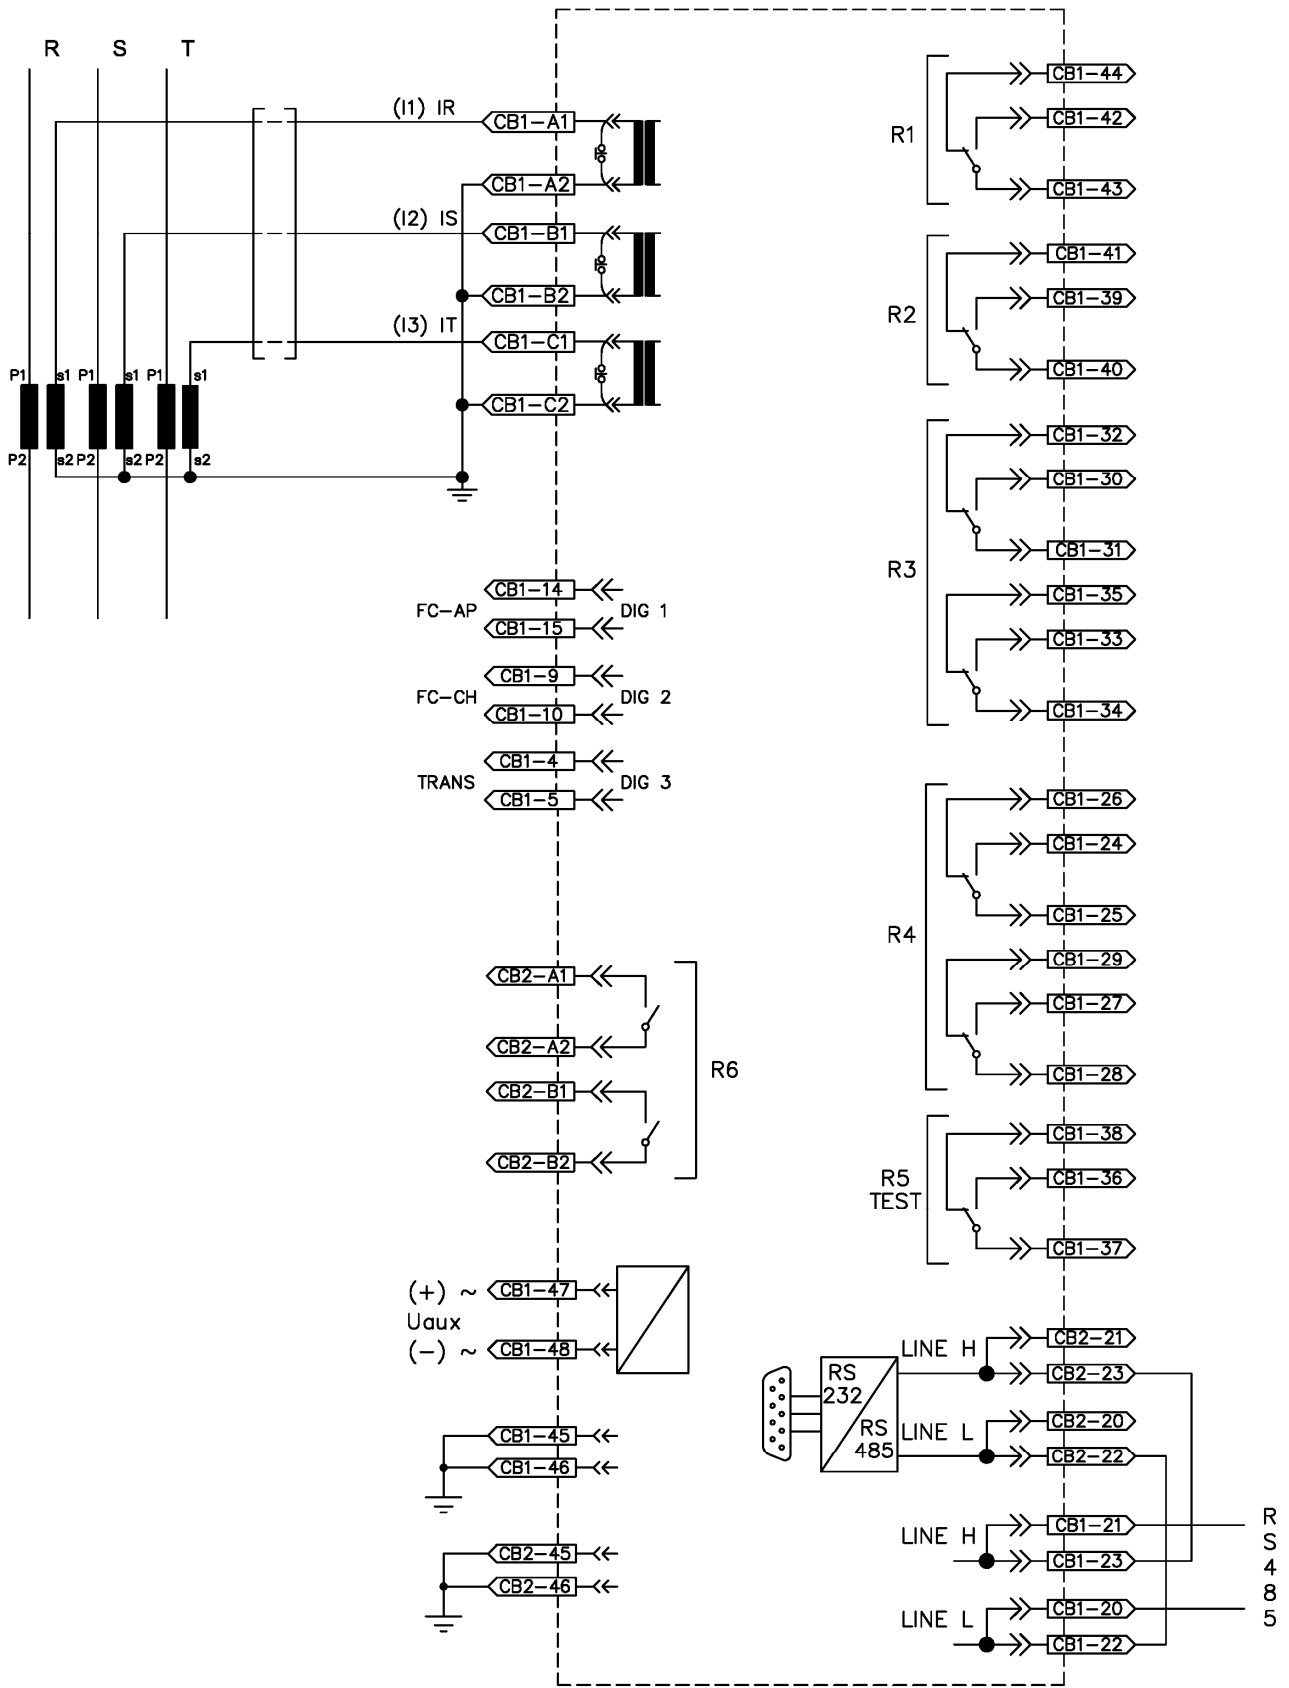 R S T
(I1) IR
CB1-A1
CB1-A2
(I2) IS
CB1-B1
CB1-B2
(I3) IT
CB1-C1
CB1-C2
P1 s1 P1 s1 P1 s1
P2 s2 P2 s2 P2 s2
CB1-14
FC-AP DIG 1
CB1-15
CB1-9
FC-CH DIG 2
CB1-10
CB1-4
TRANS DIG 3
CB1-5
CB2-A1
CB2-A2
R6
CB2-B1
CB2-B2
(+) ~ CB1-47
Uaux
(-) ~ CB1-48
CB1-45
CB1-46
CB2-45
CB2-46
CB1-44
CB1-42
R1
CB1-43
CB1-41
CB1-39
R2
CB1-40
CB1-32
CB1-30
CB1-31
R3
CB1-35
CB1-33
CB1-34
CB1-26
CB1-24
CB1-25
R4
CB1-29
CB1-27
CB1-28
CB1-38
CB1-36
R5
TEST
CB1-37
RS
232
RS
485
LINE H
CB2-21
CB2-23
LINE L
CB2-20
CB2-22
LINE H
CB1-21
CB1-23
LINE L
CB1-20
CB1-22
R
S
4
8
5